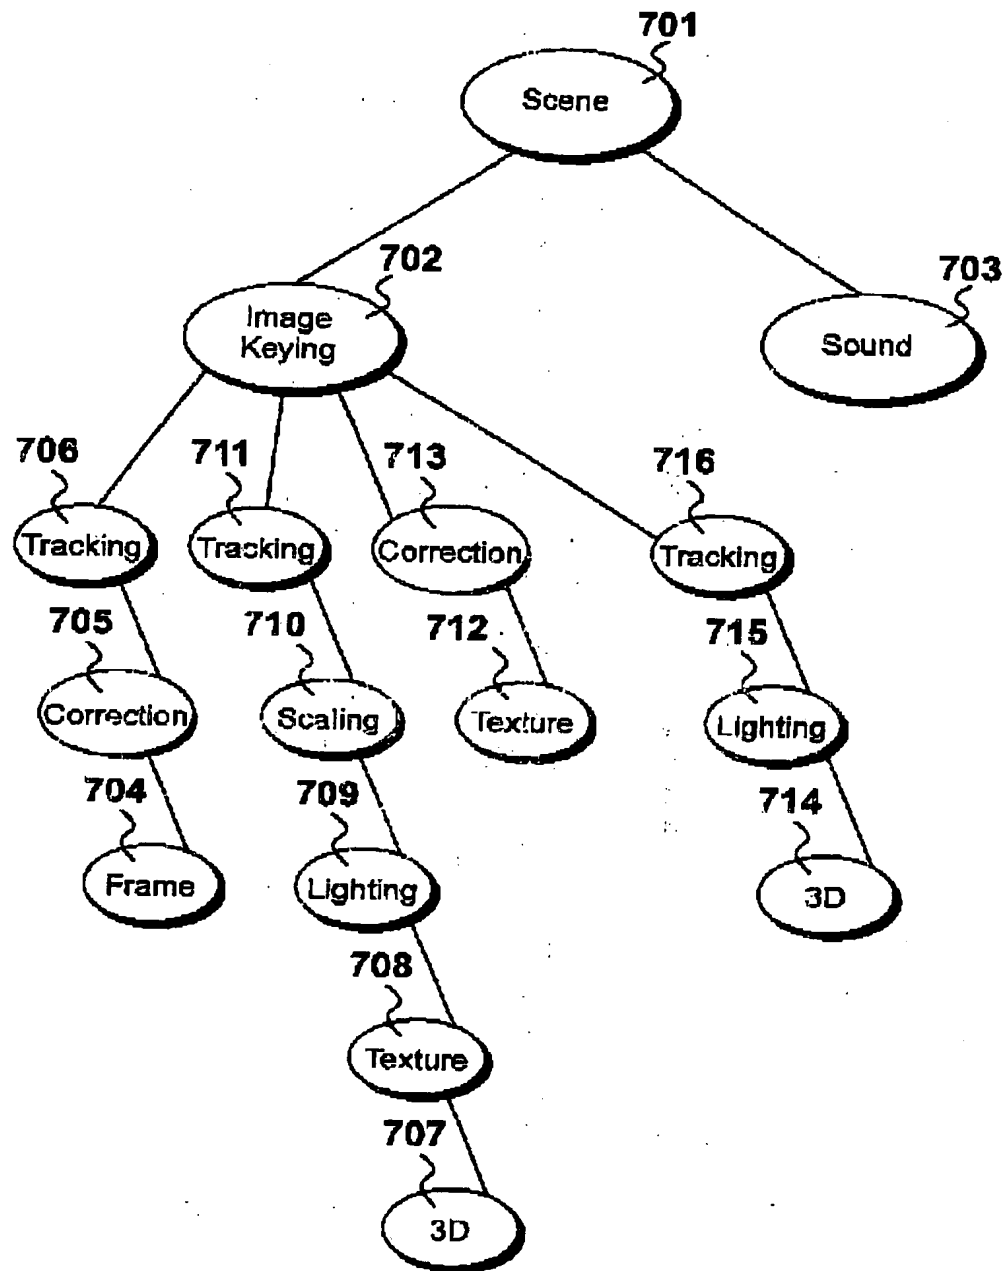 701
Scene
702
Image
Keying
703
Sound
706
Tracking
711
Tracking
713
Correction
716
Tracking
705
Correction
710
Scaling
712
Texture
715
Lighting
704
Frame
709
Lighting
714
3D
708
Texture
707
3D